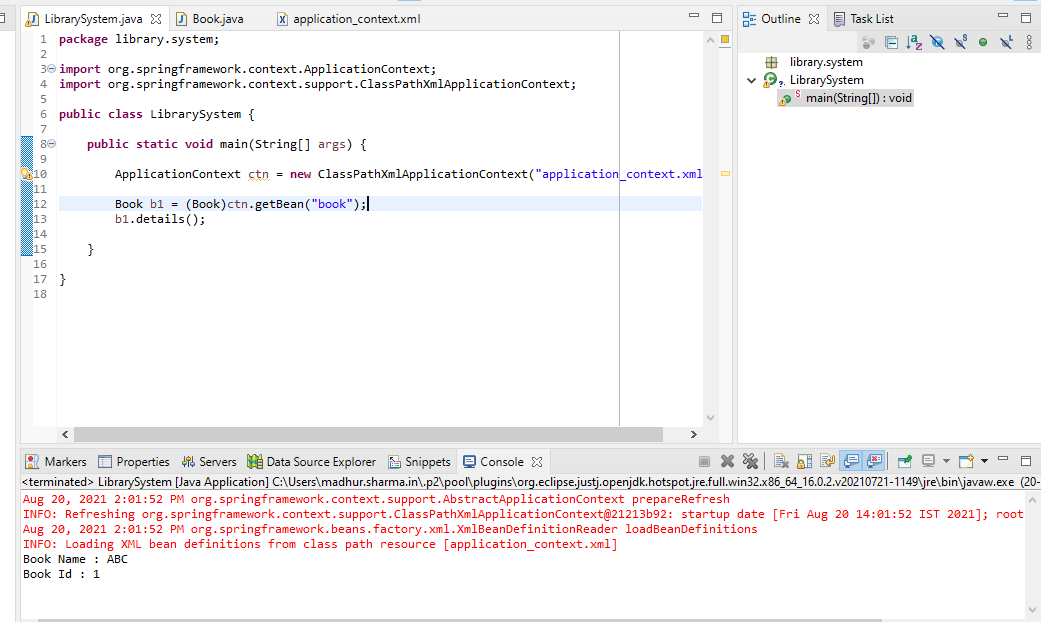 LibrarySystem.java
Book.java
application_context.xml
1 package library.system;
2
3 import org.springframework.context.ApplicationContext;
4 import org.springframework.context.support.ClassPathXmlApplicationContext;
5
6 public class LibrarySystem {
7
8 public static void main(String[] args) {
9
10 ApplicationContext ctn = new ClassPathXmlApplicationContext("application_context.xml
11
12 Book b1 = (Book)ctn.getBean("book");
13 b1.details();
14
15 }
16
17 }
18
Outline
Task List
library.system
LibrarySystem
main(String[]) : void
Markers
Properties
Servers
Data Source Explorer
Snippets
Console
<terminated> LibrarySystem [Java Application] C:\Users\madhur.sharma.in\.p2\pool\plugins\org.eclipse.justj.openjdk.hotspot.jre.full.win32.x86_64_16.0.2.v20210721-1149\jre\bin\javaw.exe (20-
Aug 20, 2021 2:01:52 PM org.springframework.context.support.AbstractApplicationContext prepareRefresh
INFO: Refreshing org.springframework.context.support.ClassPathXmlApplicationContext@21213b92: startup date [Fri Aug 20 14:01:52 IST 2021]; root
Aug 20, 2021 2:01:52 PM org.springframework.beans.factory.xml.XmlBeanDefinitionReader loadBeanDefinitions
INFO: Loading XML bean definitions from class path resource [application_context.xml]
Book Name : ABC
Book Id : 1